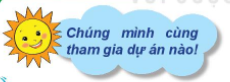 Chúng mình cùng
tham gia dự án nào!